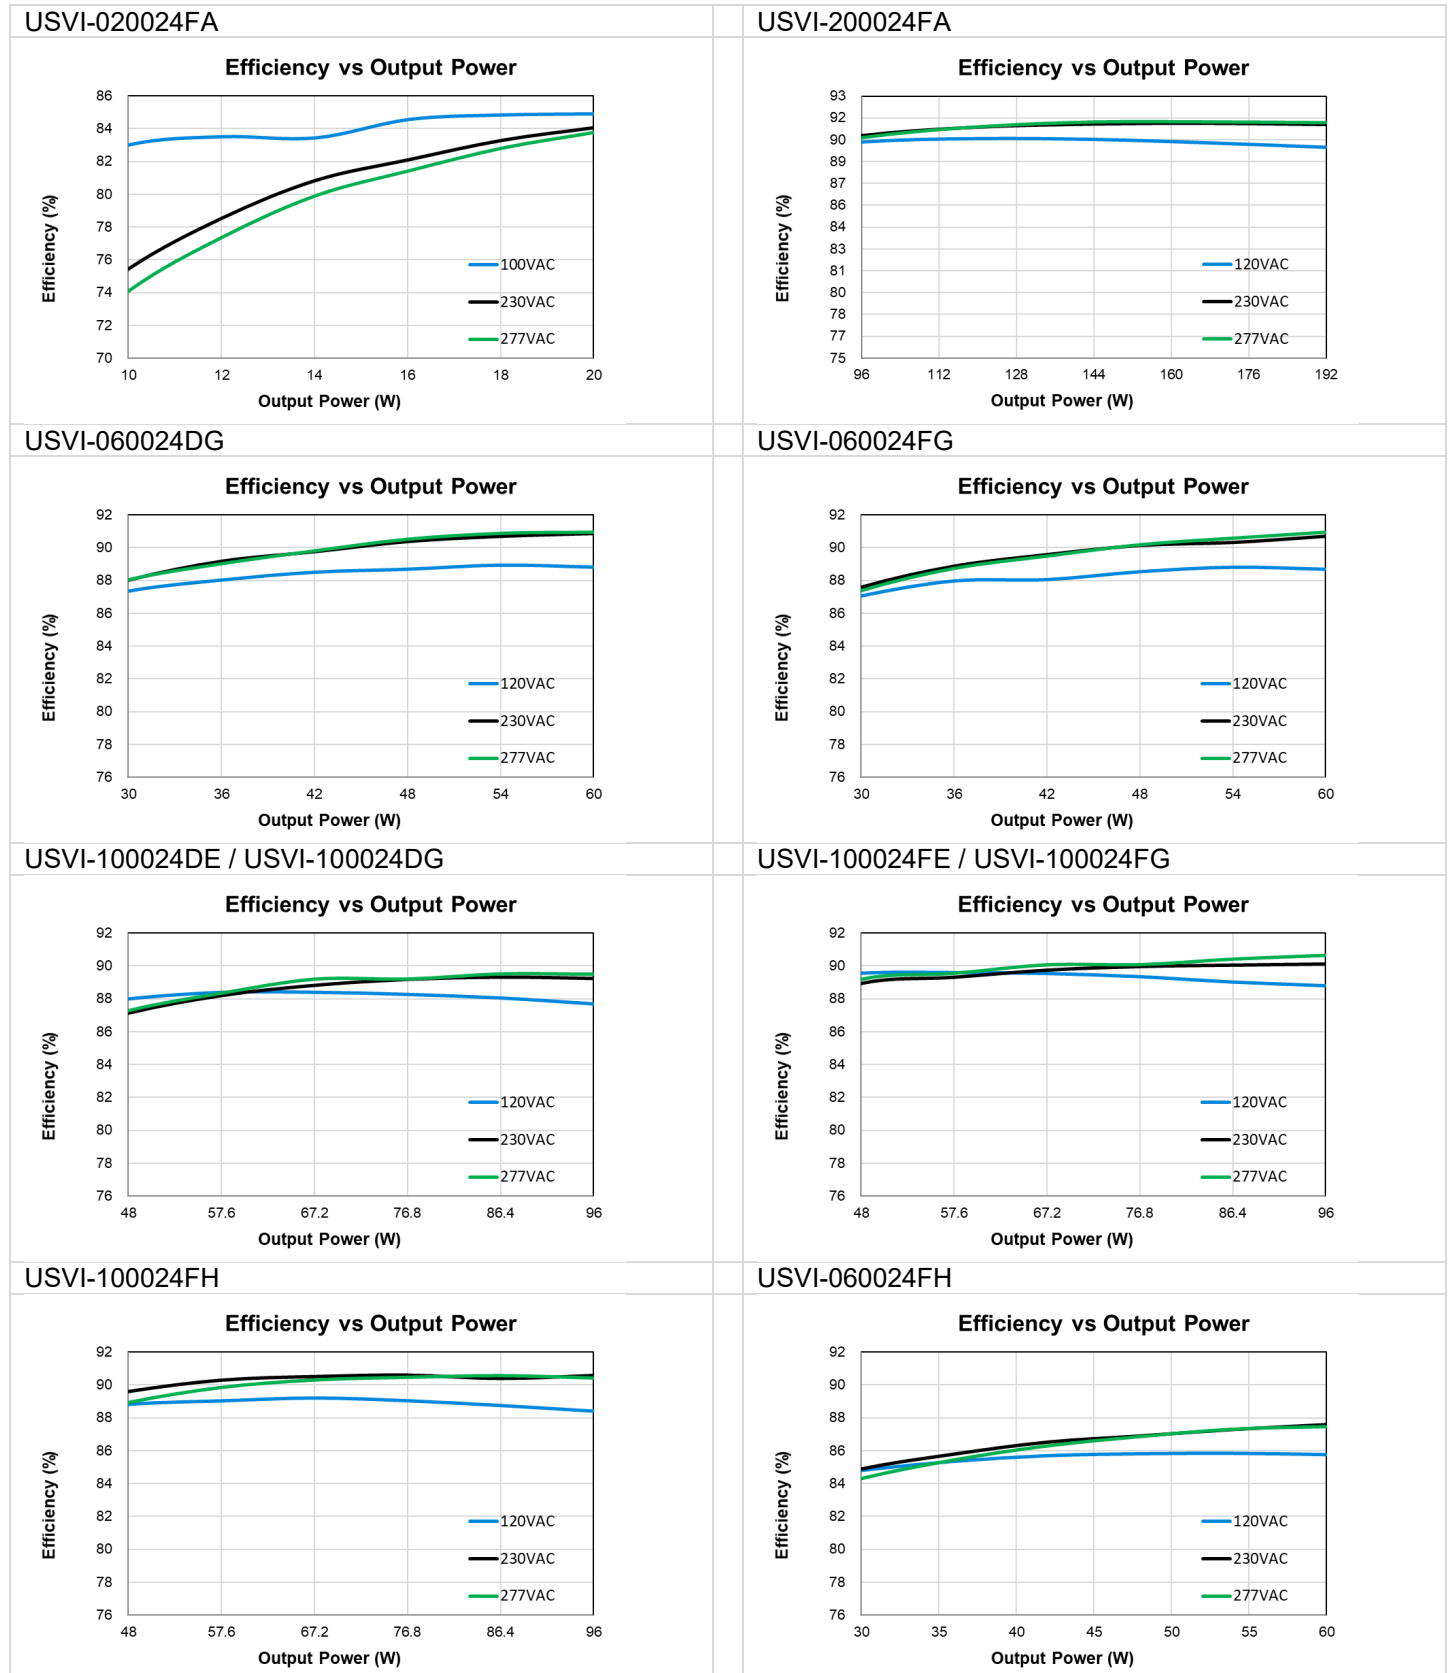 USVI-020024FA
Efficiency vs Output Power
Efficiency (%)
86
84
82
80
78
76
74
72
70
100VAC
230VAC
277VAC
10 12 14 16 18 20
Output Power (W)
USVI-200024FA
Efficiency vs Output Power
Efficiency (%)
93
92
90
89
87
86
84
83
81
80
78
77
75
120VAC
230VAC
277VAC
96 112 128 144 160 176 192
Output Power (W)
USVI-060024DG
Efficiency vs Output Power
Efficiency (%)
92
90
88
86
84
82
80
78
76
120VAC
230VAC
277VAC
30 36 42 48 54 60
Output Power (W)
USVI-060024FG
Efficiency vs Output Power
Efficiency (%)
92
90
88
86
84
82
80
78
76
120VAC
230VAC
277VAC
30 36 42 48 54 60
Output Power (W)
USVI-100024DE / USVI-100024DG
Efficiency vs Output Power
Efficiency (%)
92
90
88
86
84
82
80
78
76
120VAC
230VAC
277VAC
48 57.6 67.2 76.8 86.4 96
Output Power (W)
USVI-100024FE / USVI-100024FG
Efficiency vs Output Power
Efficiency (%)
92
90
88
86
84
82
80
78
76
120VAC
230VAC
277VAC
48 57.6 67.2 76.8 86.4 96
Output Power (W)
USVI-100024FH
Efficiency vs Output Power
Efficiency (%)
92
90
88
86
84
82
80
78
76
120VAC
230VAC
277VAC
48 57.6 67.2 76.8 86.4 96
Output Power (W)
USVI-060024FH
Efficiency vs Output Power
Efficiency (%)
92
90
88
86
84
82
80
78
76
120VAC
230VAC
277VAC
30 35 40 45 50 55 60
Output Power (W)